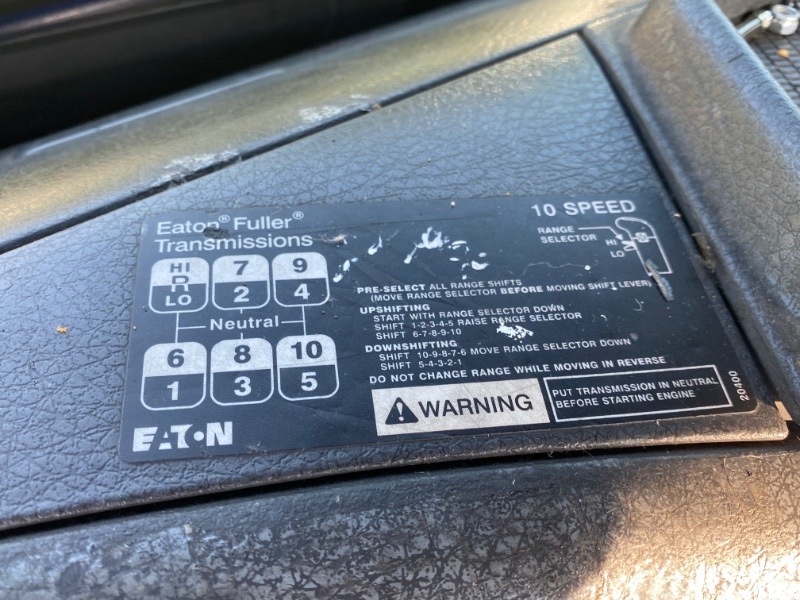 Eaton® Fuller®
Transmissions
10 SPEED
RANGE
SELECTOR
HI
LO
HI
R
LO
7
2
9
4
Neutral
6
1
8
3
10
5
PRE-SELECT ALL RANGE SHIFTS
(MOVE RANGE SELECTOR BEFORE MOVING SHIFT LEVER)
UPSHIFTING
START WITH RANGE SELECTOR DOWN
SHIFT 1-2-3-4-5 RAISE RANGE SELECTOR
SHIFT 6-7-8-9-10
DOWNSHIFTING
SHIFT 10-9-8-7-6 MOVE RANGE SELECTOR DOWN
SHIFT 5-4-3-2-1
DO NOT CHANGE RANGE WHILE MOVING IN REVERSE
WARNING
PUT TRANSMISSION IN NEUTRAL
BEFORE STARTING ENGINE
20400
EATON